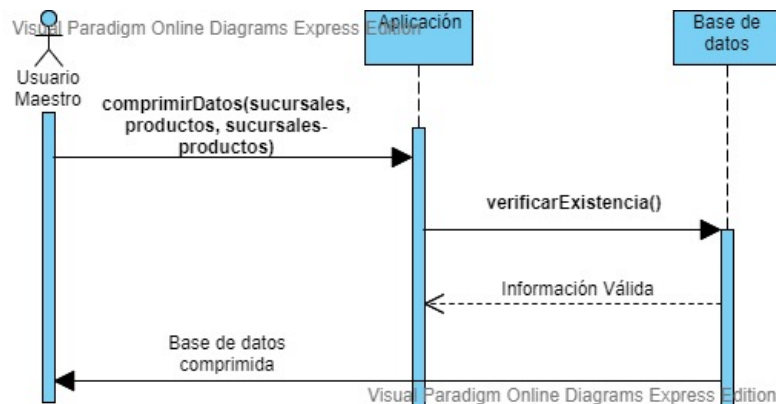 Visual Paradigm Online Diagrams Express Edition
Aplicación
Base de
datos
Usuario
Maestro
comprimirDatos(sucursales,
productos, sucursales-
productos)
verificarExistencia()
Información Válida
Base de datos
comprimida
Visual Paradigm Online Diagrams Express Edition